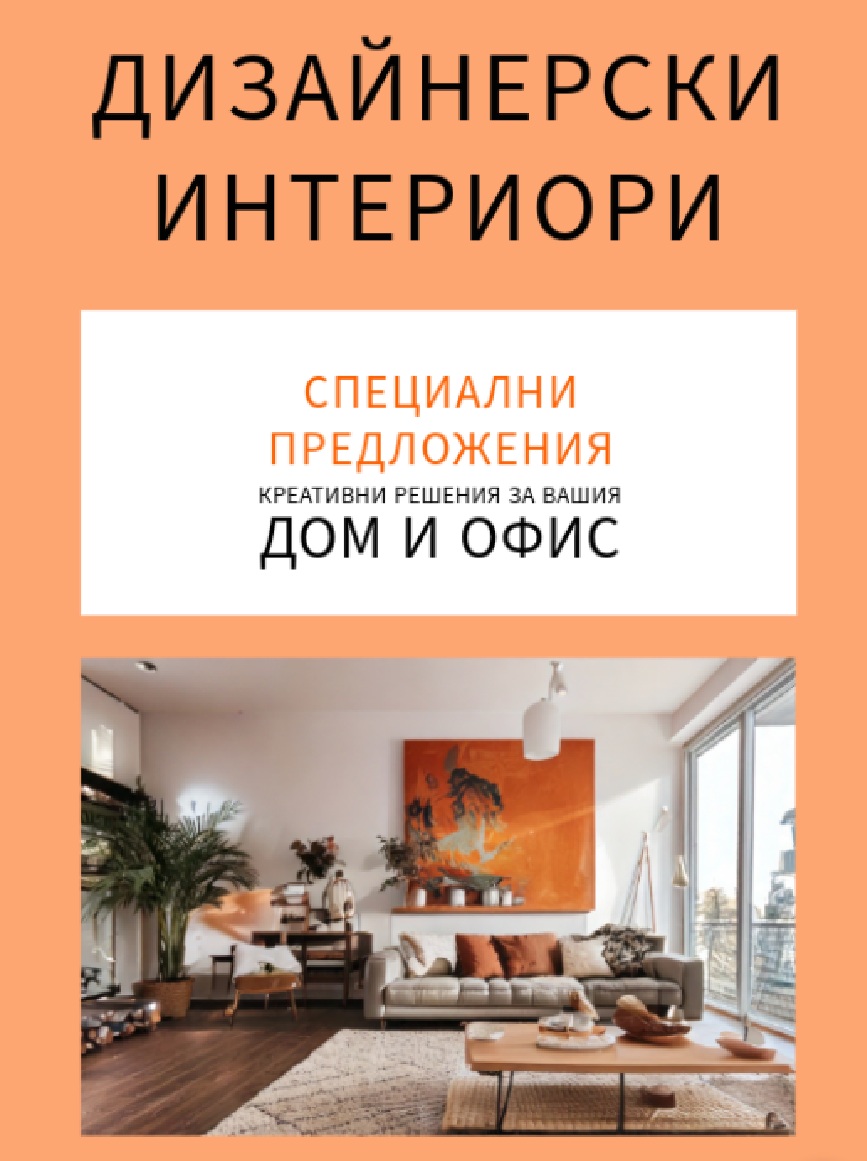 ДИЗАЙНЕРСКИ
ИНТЕРИОРИ
СПЕЦИАЛНИ
ПРЕДЛОЖЕНИЯ
КРЕАТИВНИ РЕШЕНИЯ ЗА ВАШИЯ
ДОМ И ОФИС